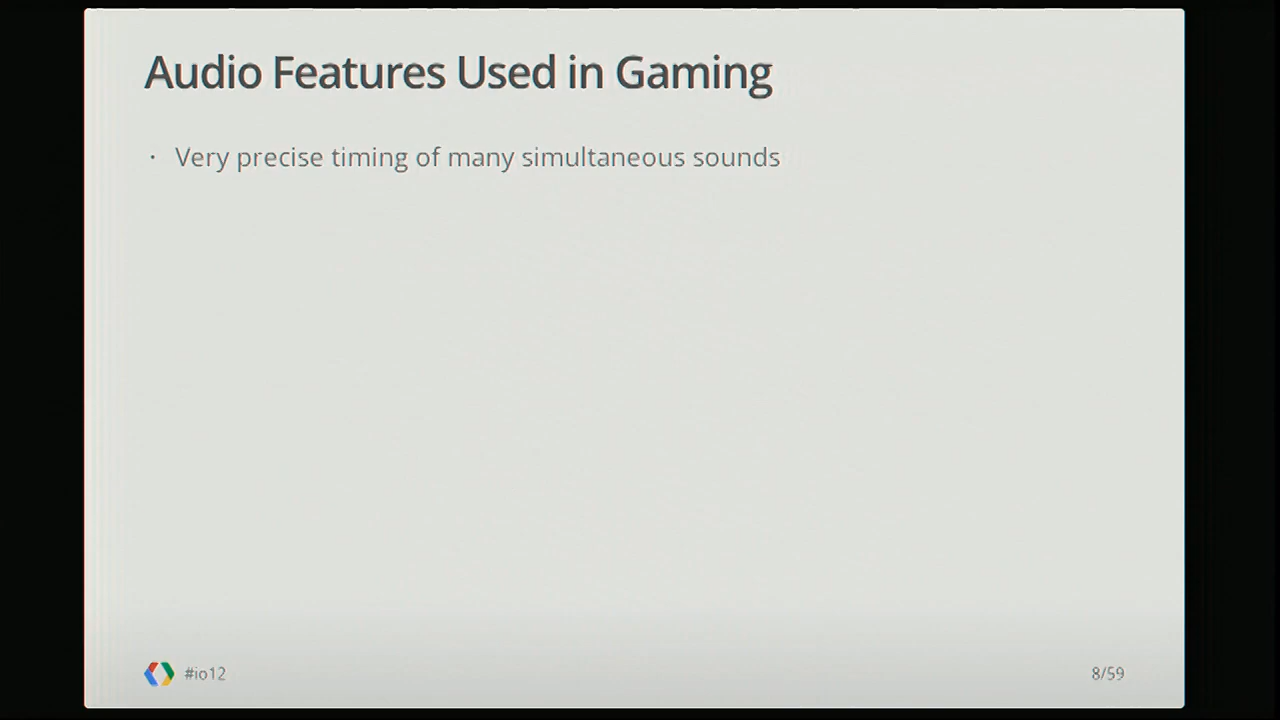 Audio Features Used in Gaming
· Very precise timing of many simultaneous sounds
#io12
8/59